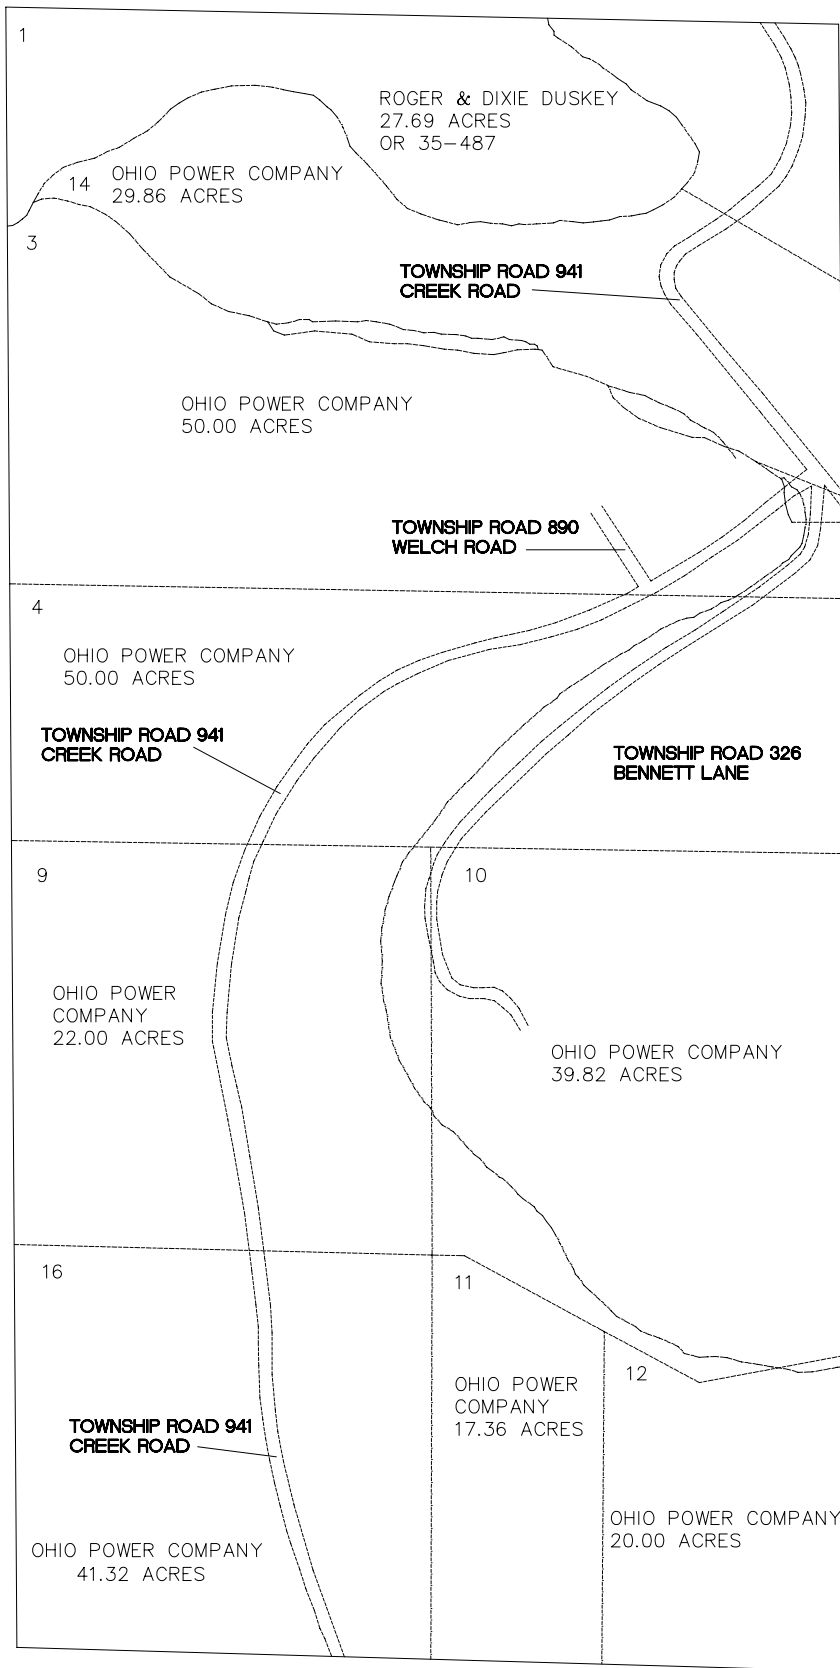 1
ROGER & DIXIE DUSKEY
27.69 ACRES
OR 35-487
14
OHIO POWER COMPANY
29.86 ACRES
3
TOWNSHIP ROAD 941
CREEK ROAD
OHIO POWER COMPANY
50.00 ACRES
TOWNSHIP ROAD 890
WELCH ROAD
4
OHIO POWER COMPANY
50.00 ACRES
TOWNSHIP ROAD 941
CREEK ROAD
TOWNSHIP ROAD 326
BENNETT LANE
9
10
OHIO POWER
COMPANY
22.00 ACRES
OHIO POWER COMPANY
39.82 ACRES
16
11
12
OHIO POWER
COMPANY
17.36 ACRES
TOWNSHIP ROAD 941
CREEK ROAD
OHIO POWER COMPANY
20.00 ACRES
OHIO POWER COMPANY
41.32 ACRES